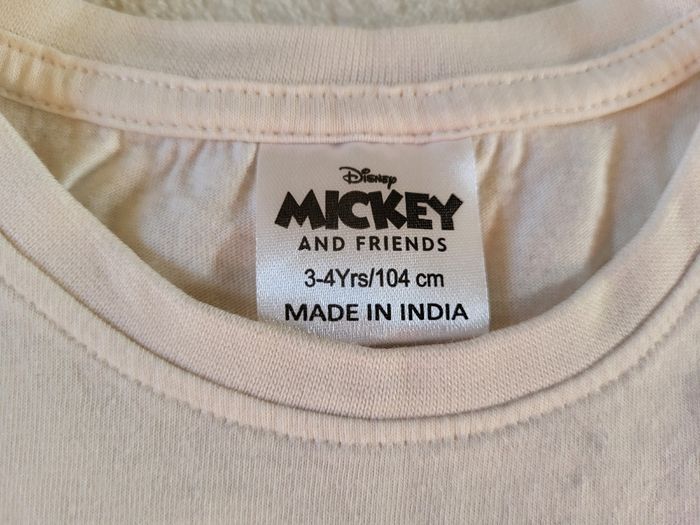 Disney
MICKEY
AND FRIENDS
3-4Yrs/104 cm
MADE IN INDIA